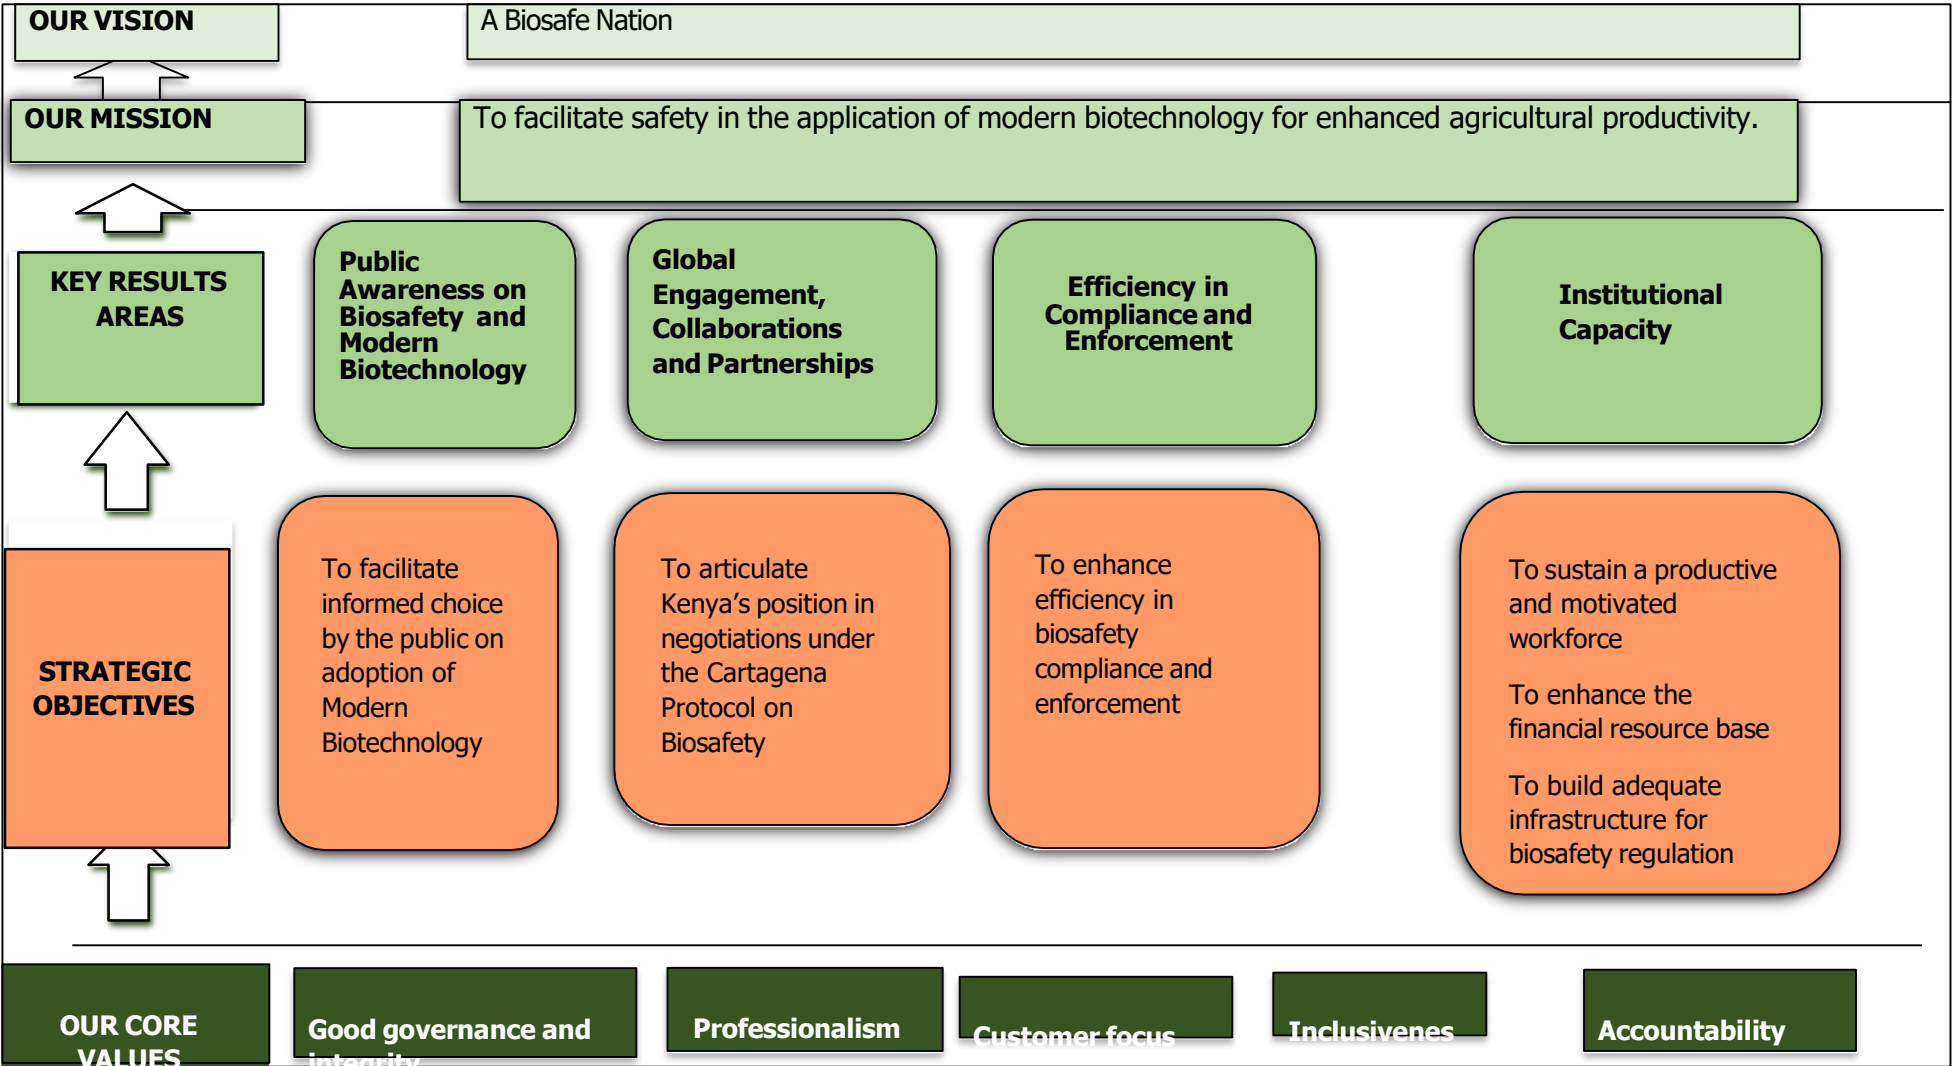 OUR VISION
A Biosafe Nation
OUR MISSION
To facilitate safety in the application of modern biotechnology for enhanced agricultural productivity.
KEY RESULTS
AREAS
Public
Awareness on
Biosafety and
Modern
Biotechnology
Global
Engagement,
Collaborations
and Partnerships
Efficiency in
Compliance and
Enforcement
Institutional
Capacity
STRATEGIC
OBJECTIVES
To facilitate
informed choice
by the public on
adoption of
Modern
Biotechnology
To articulate
Kenya’s position in
negotiations under
the Cartagena
Protocol on
Biosafety
To enhance
efficiency in
biosafety
compliance and
enforcement
To sustain a productive
and motivated
workforce
To enhance the
financial resource base
To build adequate
infrastructure for
biosafety regulation
OUR CORE
VALUES
Good governance and
integrity
Professionalism
Customer focus
Inclusivenes
Accountability